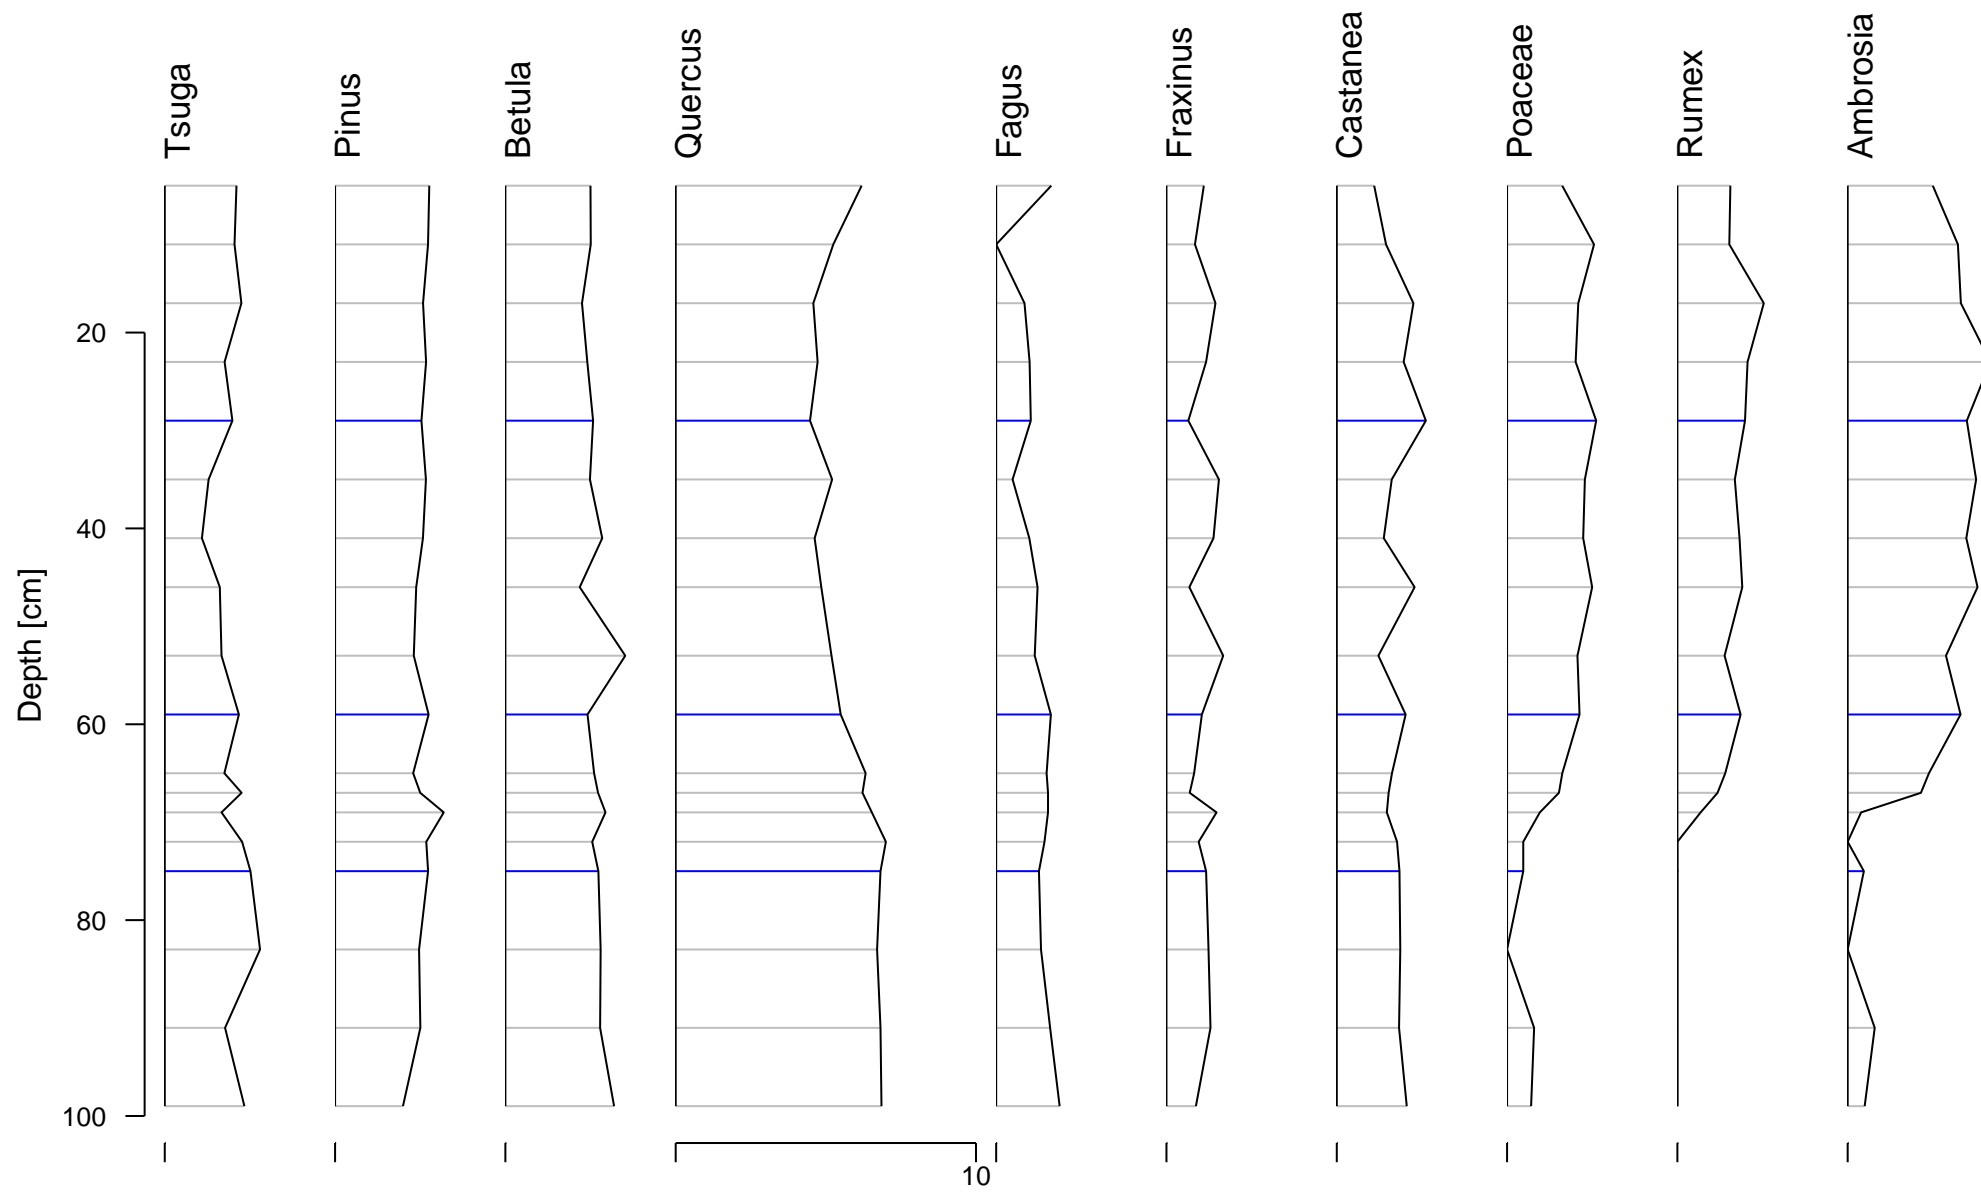 Tsuga
Pinus
Betula
Quercus
Fagus
Fraxinus
Castanea
Poaceae
Rumex
Ambrosia
Depth [cm]
20
40
60
80
100
10